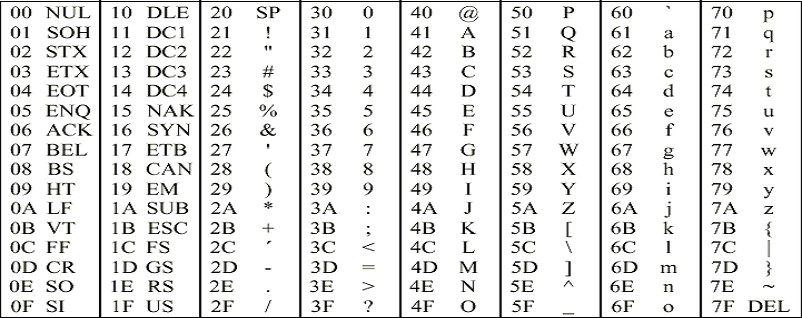 00 NUL 10 DLE 20 SP 30 0 40 @ 50 P 60 ` 70 p
01 SOH 11 DC1 21 ! 31 1 41 A 51 Q 61 a 71 q
02 STX 12 DC2 22 " 32 2 42 B 52 R 62 b 72 r
03 ETX 13 DC3 23 # 33 3 43 C 53 S 63 c 73 s
04 EOT 14 DC4 24 $ 34 4 44 D 54 T 64 d 74 t
05 ENQ 15 NAK 25 % 35 5 45 E 55 U 65 e 75 u
06 ACK 16 SYN 26 & 36 6 46 F 56 V 66 f 76 v
07 BEL 17 ETB 27 ' 37 7 47 G 57 W 67 g 77 w
08 BS 18 CAN 28 ( 38 8 48 H 58 X 68 h 78 x
09 HT 19 EM 29 ) 39 9 49 I 59 Y 69 i 79 y
0A LF 1A SUB 2A * 3A : 4A J 5A Z 6A j 7A z
0B VT 1B ESC 2B + 3B ; 4B K 5B [ 6B k 7B {
0C FF 1C FS 2C ´ 3C < 4C L 5C \ 6C l 7C |
0D CR 1D GS 2D - 3D = 4D M 5D ] 6D m 7D }
0E SO 1E RS 2E . 3E > 4E N 5E ^ 6E n 7E ~
0F SI 1F US 2F / 3F ? 4F O 5F _ 6F o 7F DEL